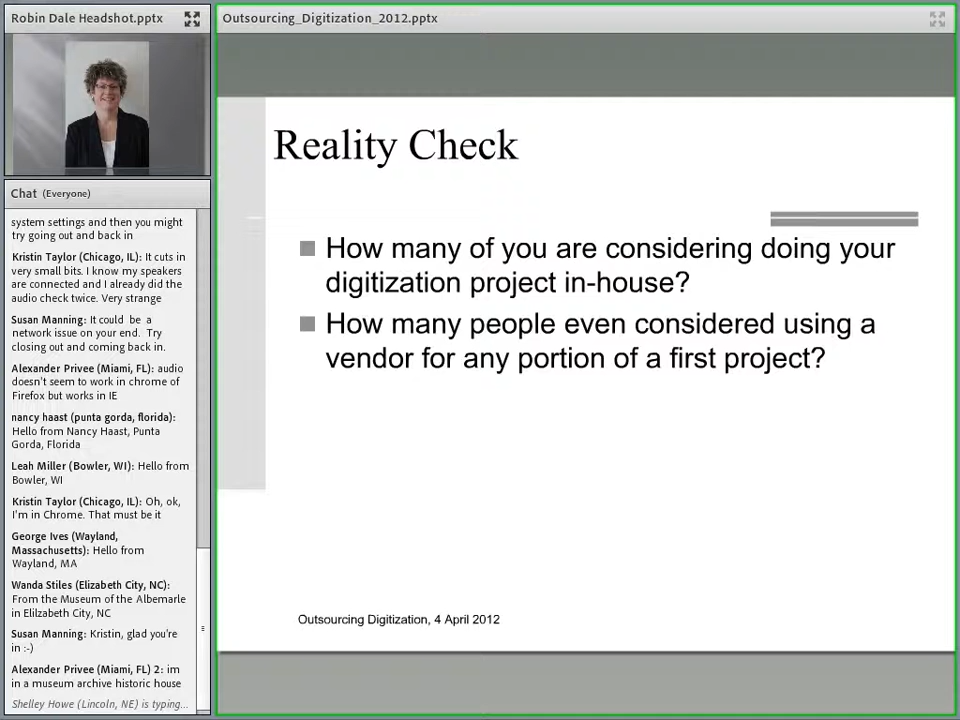 Robin Dale Headshot.pptx
Chat (Everyone)
system settings and then you might
try going out and back in
Kristin Taylor (Chicago, IL): It cuts in
very small bits. I know my speakers
are connected and I already did the
audio check twice. Very strange
Susan Manning: It could be a
network issue on your end. Try
closing out and coming back in.
Alexander Privee (Miami, FL): audio
doesn't seem to work in chrome of
Firefox but works in IE
nancy haast (punta gorda, florida):
Hello from Nancy Haast, Punta
Gorda, Florida
Leah Miller (Bowler, WI): Hello from
Bowler, WI
Kristin Taylor (Chicago, IL): Oh, ok,
I'm in Chrome. That must be it
George Ives (Wayland,
Massachusetts): Hello from
Wayland, MA
Wanda Stiles (Elizabeth City, NC):
From the Museum of the Albemarle
in Elilzabeth City, NC
Susan Manning: Kristin, glad you're
in :-)
Alexander Privee (Miami, FL) 2: im
in a museum archive historic house
Shelley Howe (Lincoln, NE) is typing...
Outsourcing_Digitization_2012.pptx
Reality Check
How many of you are considering doing your
digitization project in-house?
How many people even considered using a
vendor for any portion of a first project?
Outsourcing Digitization, 4 April 2012